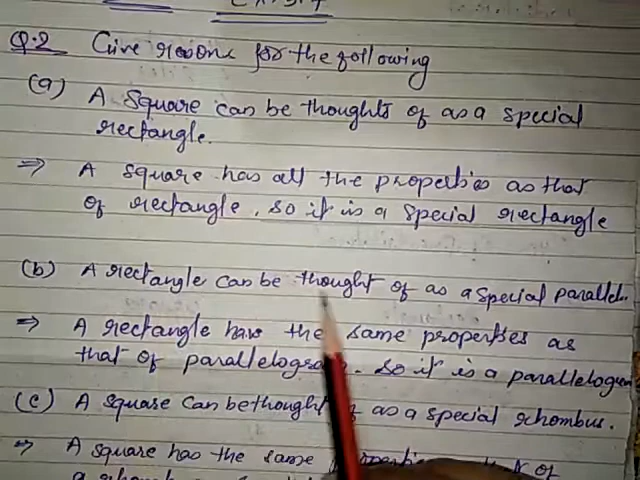 Q.2 Give reasons for the following
(a) A square can be thoughts of as a special
rectangle.
⇒ A square has all the properties as that
of rectangle, so it is a special rectangle
(b) A rectangle can be thought of as a special parallel.
⇒ A rectangle has the same properties as
that of parallelogram. so it is a parallelogram
(c) A square can be thought of as a special rhombus.
⇒ A square has the same of